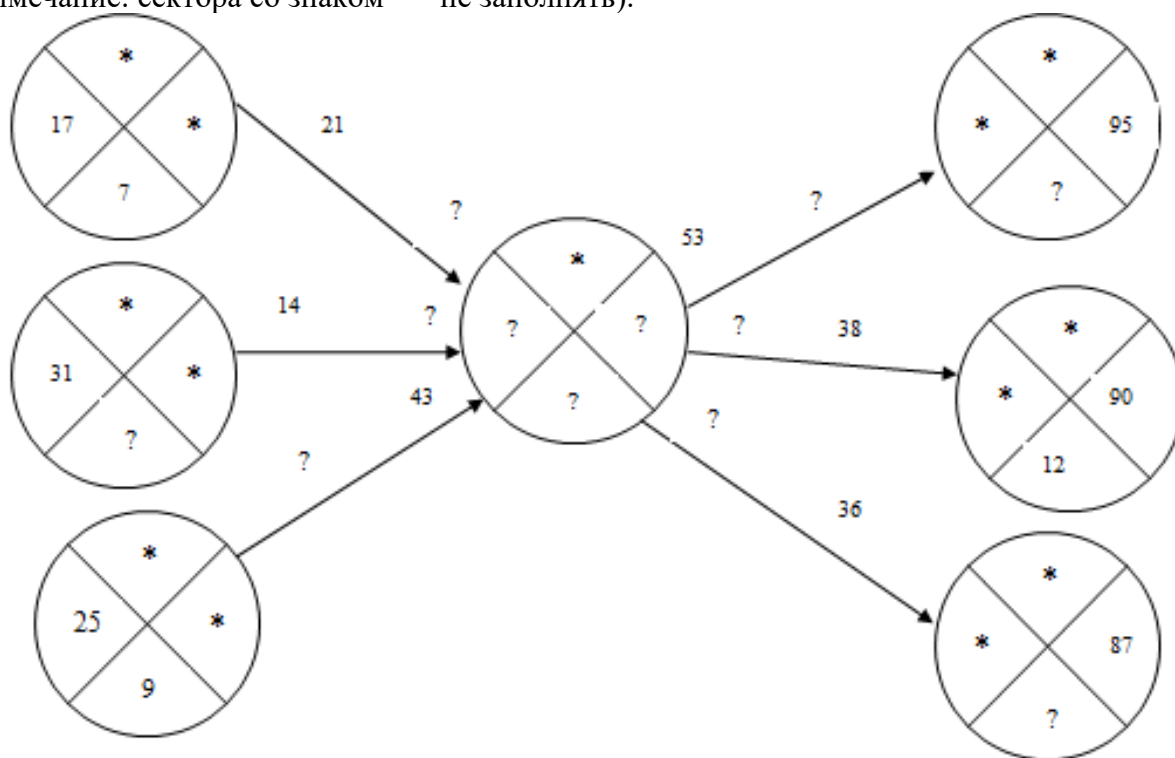 мечание: сектора со знаком не заполнять).
* *
17 * 21 * 95
7 ? ? ?
53
*
* 14 ? ? ? ? 38 *
31 * 43 ? * 90
? ? ? 12
36
* *
25 * * 87
9 ?